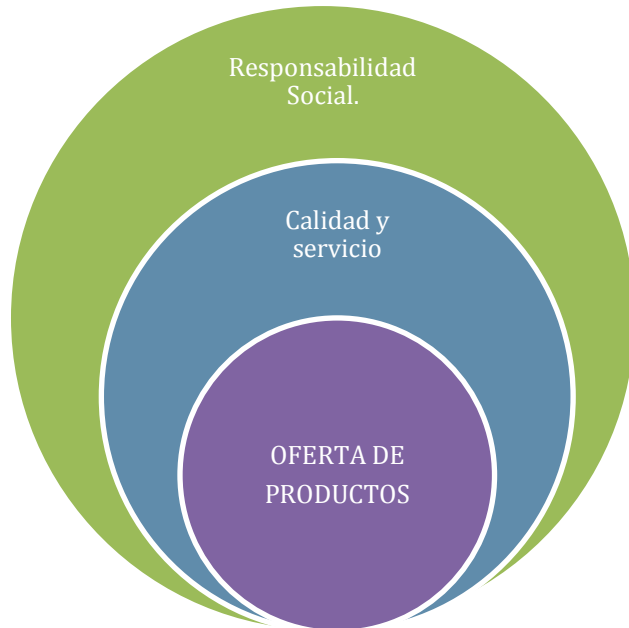 Responsabilidad
Social.
Calidad y
servicio
OFERTA DE
PRODUCTOS